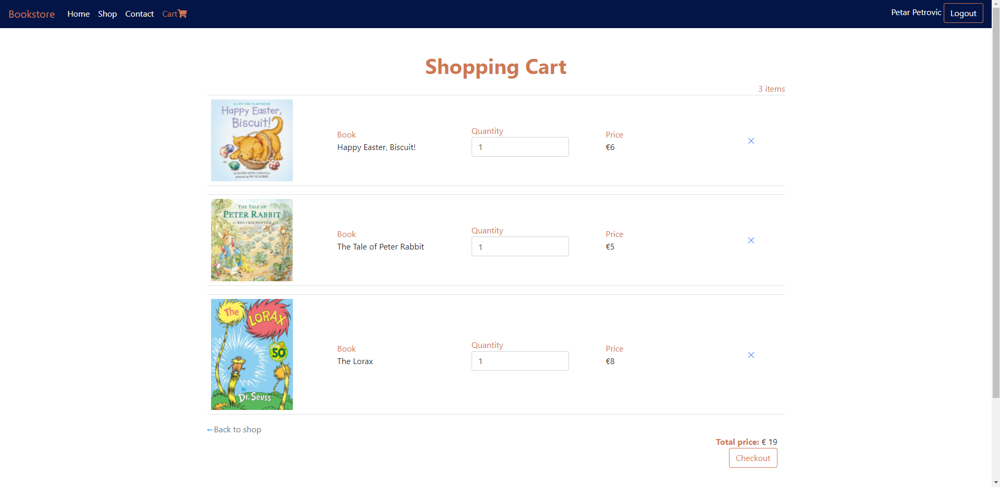 Bookstore Home Shop Contact Cart Petar Petrovic Logout
Shopping Cart
3 items
A LIFT-THE-FLAP BOOK
Happy Easter,
Biscuit!
by ALYSSA SATIN CAPUCILLI
pictures by PAT SCHORIES
Book
Happy Easter, Biscuit!
Quantity
1
Price
€6
THE TALE OF
PETER RABBIT
BY BEATRIX POTTER
Book
The Tale of Peter Rabbit
Quantity
1
Price
€5
The LORAX
50
By
Dr. Seuss
Book
The Lorax
Quantity
1
Price
€8
←Back to shop
Total price: € 19
Checkout